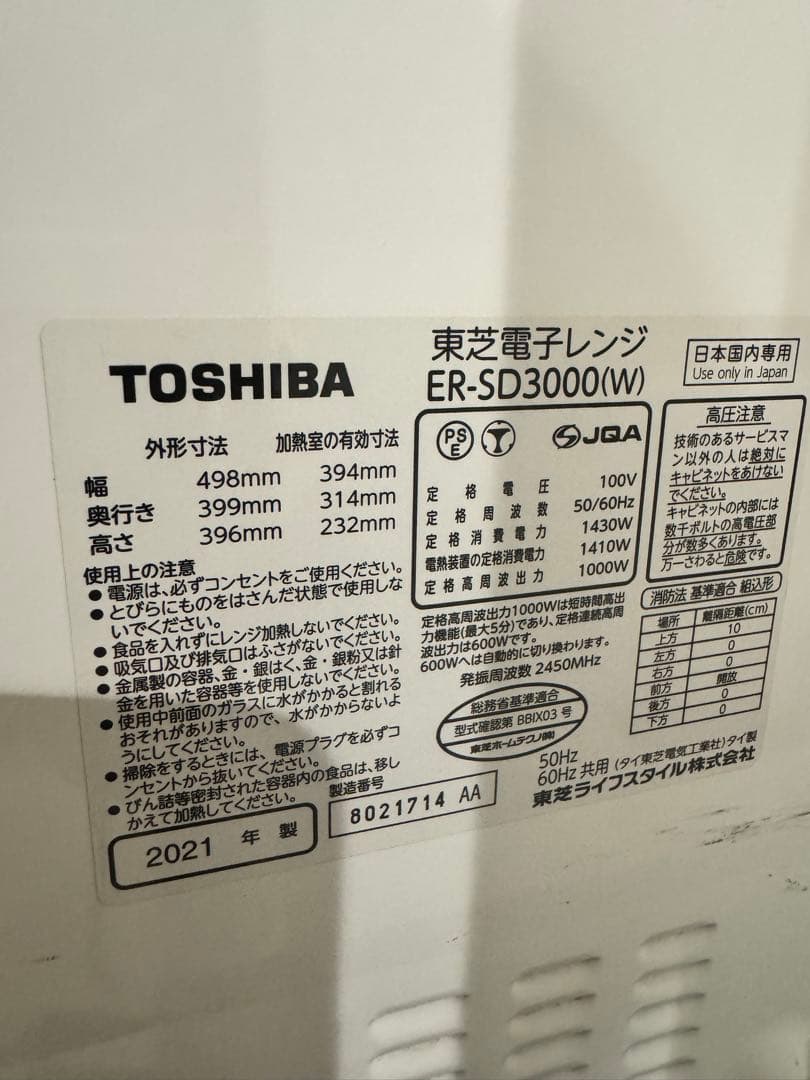 TOSHIBA
東芝電子レンジ
ER-SD3000(W)
日本国内専用
Use only in Japan
外形寸法 加熱室の有効寸法
幅 498mm 394mm
奥行き 399mm 314mm
高さ 396mm 232mm
使用上の注意
● 電源は、必ずコンセントをご使用ください。
● とびらにものをはさんだ状態で使用しな
いでください。
● 食品を入れずにレンジ加熱しないでください。
● 吸気口及び排気口はふさがないでください。
● 金属製の容器、金・銀はく、金・銀粉又は針
金を用いた容器等を使用しないでください。
● 使用中前面のガラスに水がかかると割れる
おそれがありますので、水がかからないよ
うにしてください。
● 掃除をするときには、電源プラグを必ずコ
ンセントから抜いてください。
● びん詰等密封された容器内の食品は、移し
かえて加熱してください。
2021 年 製
製造番号
8021714 AA
PS
E
JQA
定格電圧 100V
定格周波数 50/60Hz
定格消費電力 1430W
電熱装置の定格消費電力 1410W
定格高周波出力 1000W
定格高周波出力1000Wは短時間高出
力機能(最大5分)であり、定格連続高周
波出力は600Wです。
600Wへは自動的に切り換わります。
発振周波数 2450MHz
総務省基準適合
型式確認第 BBIX03 号
東芝ホームテクノ(株)
50Hz
60Hz 共用 (タイ東芝電気工業社)タイ製
東芝ライフスタイル株式会社
高圧注意
技術のあるサービスマ
ン以外の人は絶対に
キャビネットをあけない
でください。
キャビネットの内部には
数千ボルトの高電圧部
分が数多くあります。
万一さわると危険です。
消防法 基準適合 組込形
場所 離隔距離(cm)
上方 10
左方 0
右方 0
前方 開放
後方 0
下方 0